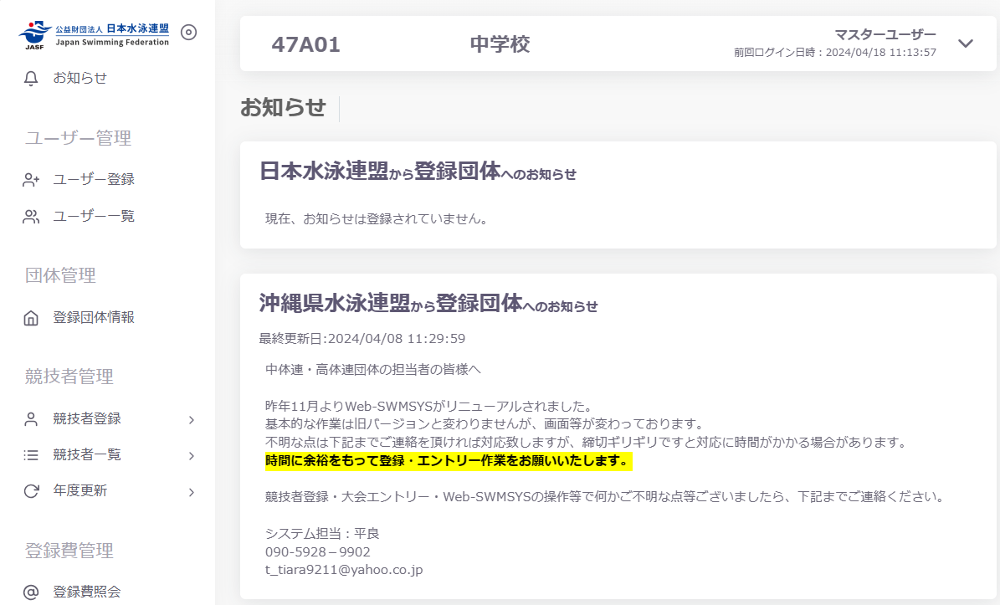 公益財団法人 日本水泳連盟
Japan Swimming Federation
JASF
お知らせ
ユーザー管理
ユーザー登録
ユーザー一覧
団体管理
登録団体情報
競技者管理
競技者登録
競技者一覧
年度更新
登録費管理
登録費照会
47A01 中学校
マスターユーザー
前回ログイン日時：2024/04/18 11:13:57
お知らせ
日本水泳連盟から登録団体へのお知らせ
現在、お知らせは登録されていません。
沖縄県水泳連盟から登録団体へのお知らせ
最終更新日:2024/04/08 11:29:59
中体連・高体連団体の担当者の皆様へ
昨年11月よりWeb-SWMSYSがリニューアルされました。
基本的な作業は旧バージョンと変わりませんが、画面等が変わっております。
不明な点は下記までご連絡を頂ければ対応致しますが、締切ギリギリですと対応に時間がかかる場合があります。
時間に余裕をもって登録・エントリー作業をお願いいたします。
競技者登録・大会エントリー・Web-SWMSYSの操作等で何かご不明な点等ございましたら、下記までご連絡ください。
システム担当：平良
090-5928－9902
t_tiara9211@yahoo.co.jp